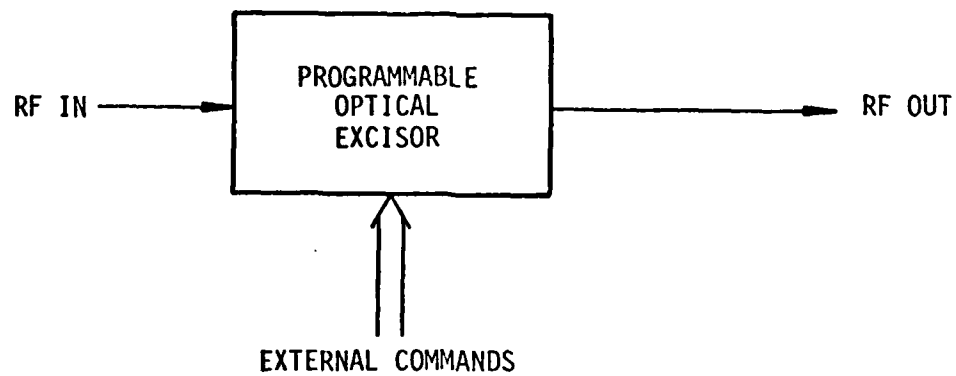 PROGRAMMABLE
OPTICAL
EXCISOR
RF IN
RF OUT
EXTERNAL COMMANDS